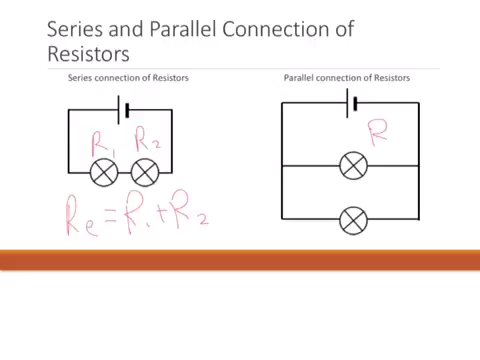 Series and Parallel Connection of
Resistors
Series connection of Resistors
Parallel connection of Resistors
R₁ R₂
R
Rₑ = R₁ + R₂